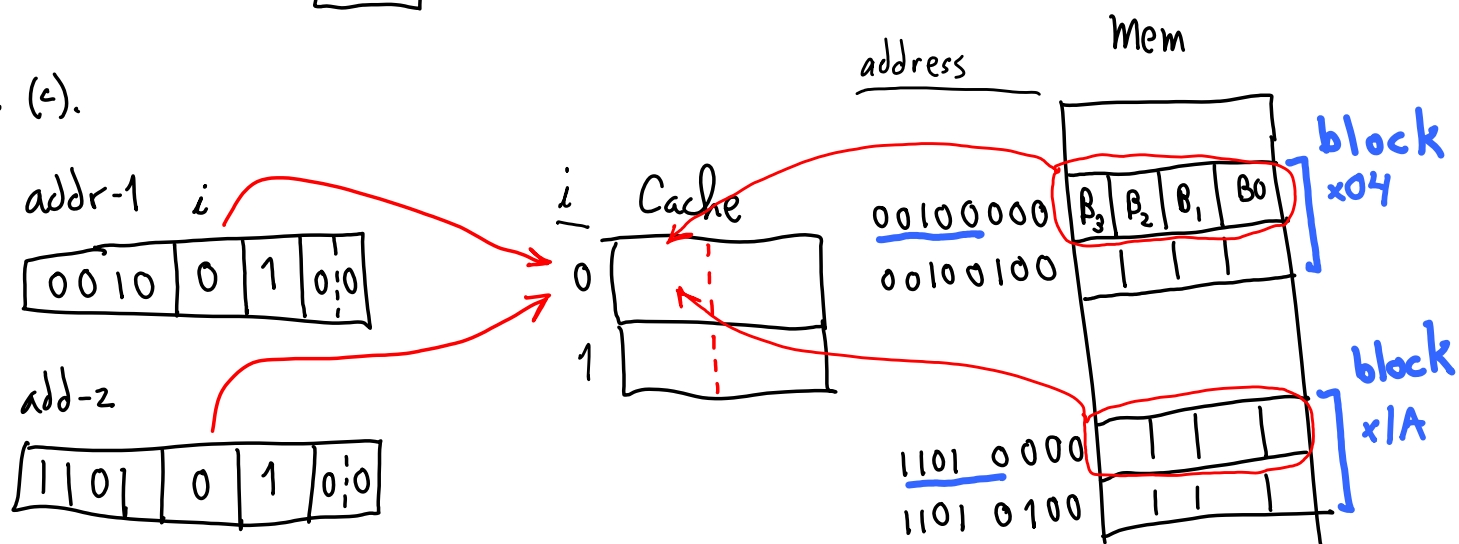 (c).
Mem
address
block
x04
addr-1 i
i Cache
00100000 B3 B2 B1 B0
0010 0 1 0 0
0
00100100
1
block
x1A
add-2
1101 0 1 0 0
1101 0000
1101 0100